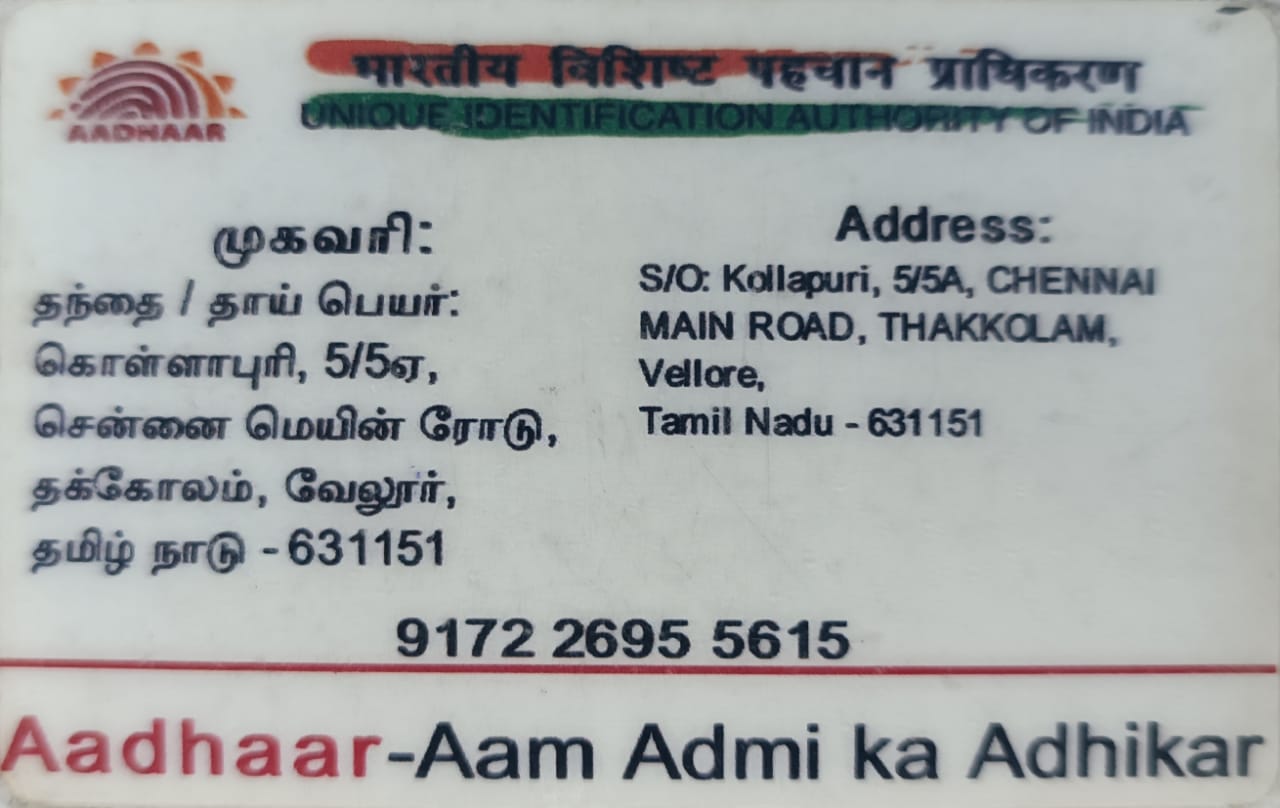 भारतीय विशिष्ट पहचान प्राधिकरण
UNIQUE IDENTIFICATION AUTHORITY OF INDIA
AADHAAR
முகவரி:
தந்தை / தாய் பெயர்:
கொள்ளாபுரி, 5/5ஏ,
சென்னை மெயின் ரோடு,
தக்கோலம், வேலூர்,
தமிழ் நாடு - 631151
Address:
S/O: Kollapuri, 5/5A, CHENNAI
MAIN ROAD, THAKKOLAM,
Vellore,
Tamil Nadu - 631151
9172 2695 5615
Aadhaar-Aam Admi ka Adhikar